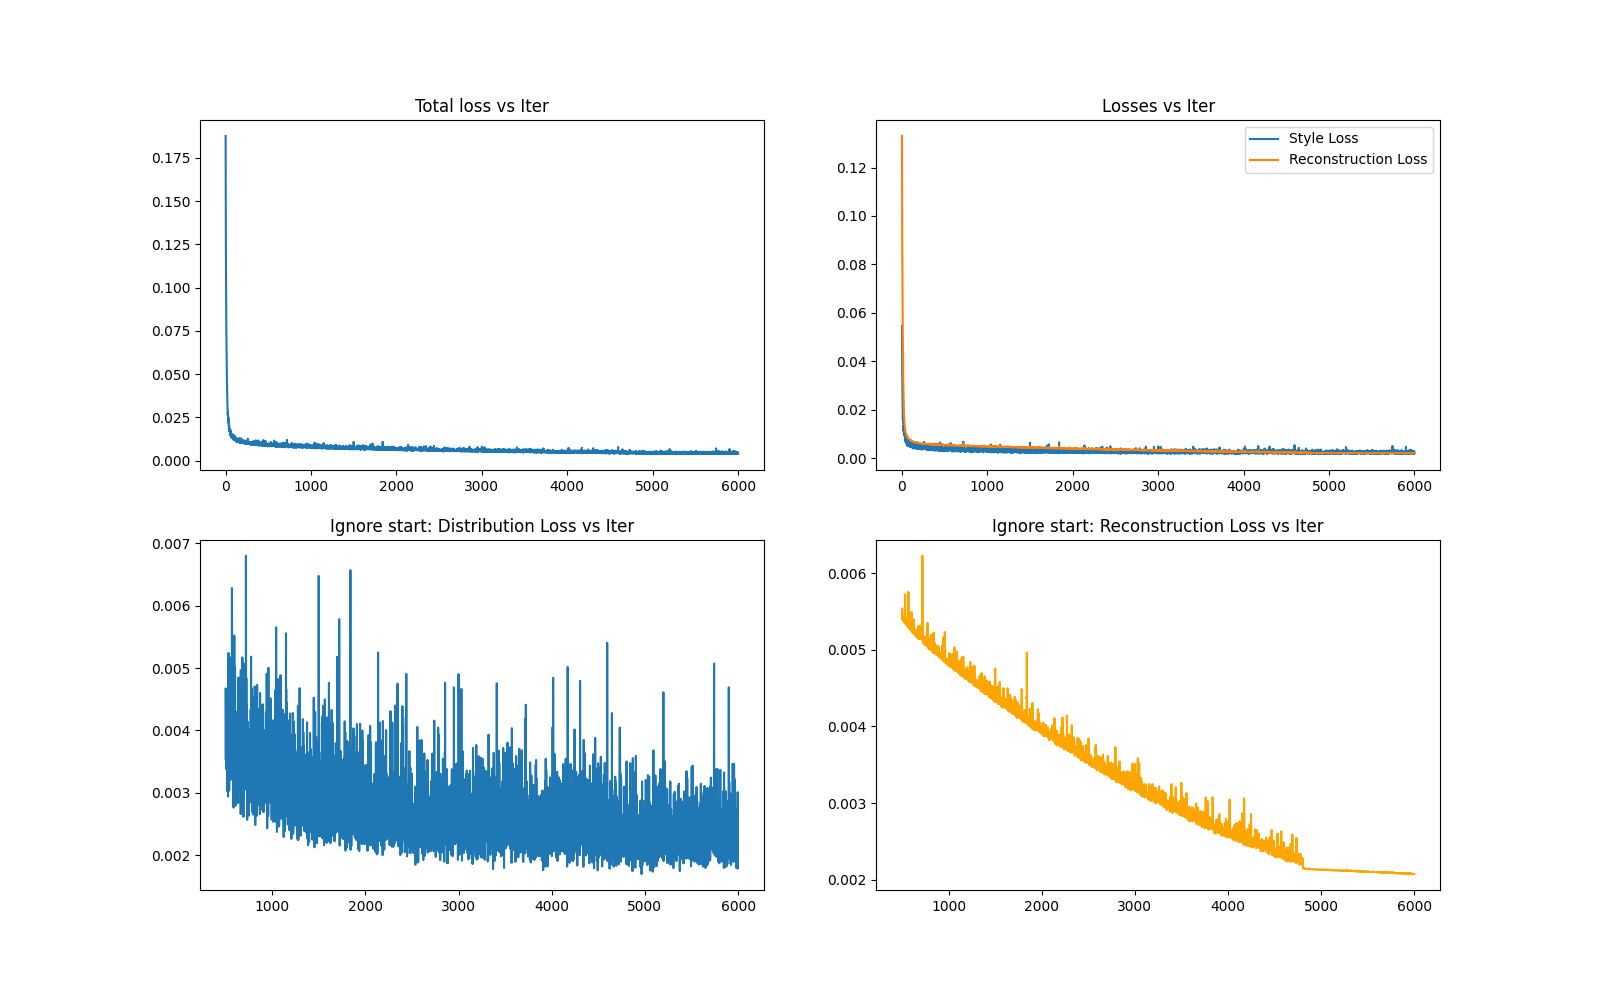 Total loss vs Iter
0.175
0.150
0.125
0.100
0.075
0.050
0.025
0.000
0 1000 2000 3000 4000 5000 6000
Losses vs Iter
Style Loss
Reconstruction Loss
0.12
0.10
0.08
0.06
0.04
0.02
0.00
0 1000 2000 3000 4000 5000 6000
Ignore start: Distribution Loss vs Iter
0.007
0.006
0.005
0.004
0.003
0.002
1000 2000 3000 4000 5000 6000
Ignore start: Reconstruction Loss vs Iter
0.006
0.005
0.004
0.003
0.002
1000 2000 3000 4000 5000 6000